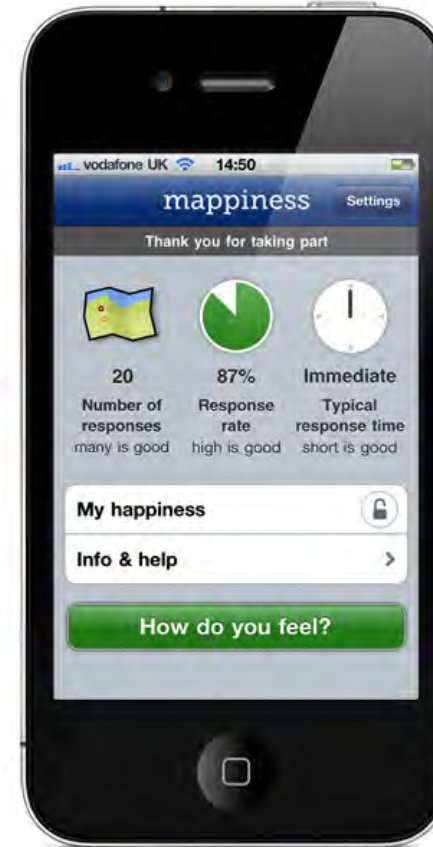 vodafone UK 14:50
mappiness Settings
Thank you for taking part
20 87% Immediate
Number of responses Response rate Typical response time
many is good high is good short is good
My happiness
Info & help
How do you feel?